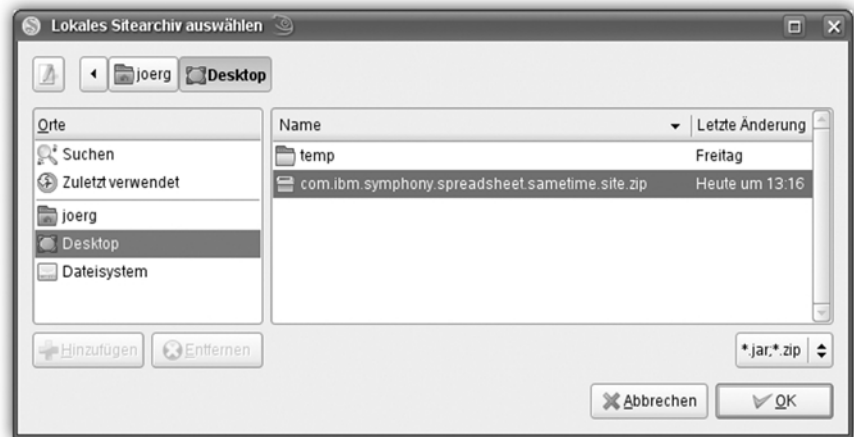 Lokales Sitearchiv auswählen
joerg Desktop
Orte
Suchen
Zuletzt verwendet
joerg
Desktop
Dateisystem
Name Letzte Änderung
temp Freitag
com.ibm.symphony.spreadsheet.sametime.site.zip Heute um 13:16
Hinzufügen Entfernen
*.jar;*.zip
Abbrechen OK